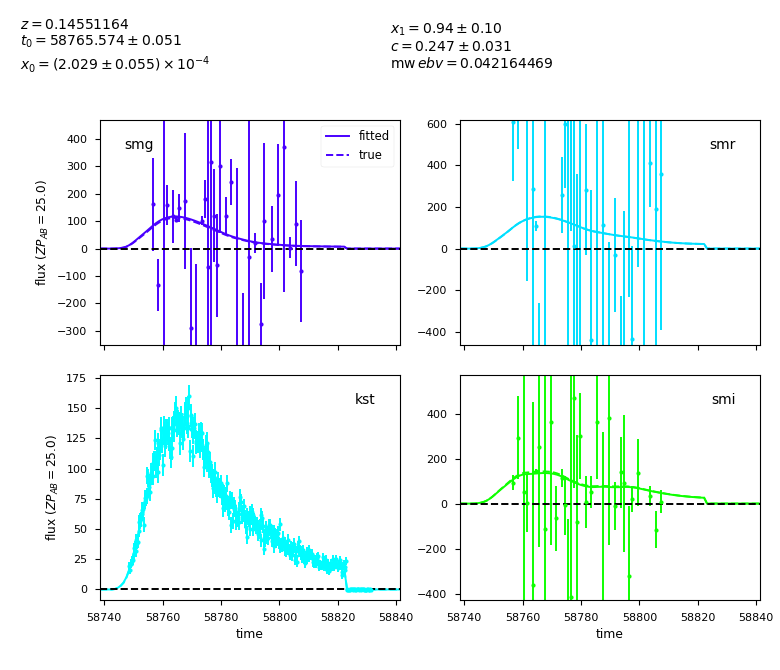 z = 0.14551164
t₀ = 58765.574 ± 0.051
x₀ = (2.029 ± 0.055) × 10⁻⁴
x₁ = 0.94 ± 0.10
c = 0.247 ± 0.031
mw ebv = 0.042164469
smg
fitted
true
400
300
200
100
0
−100
−200
−300
flux (ZP_AB = 25.0)
smr
600
400
200
0
−200
−400
kst
175
150
125
100
75
50
25
0
flux (ZP_AB = 25.0)
58740 58760 58780 58800 58820 58840
time
smi
400
200
0
−200
−400
58740 58760 58780 58800 58820 58840
time